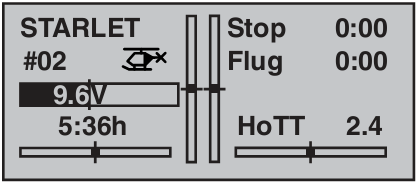 STARLET
#02
9.6V
5:36h
Stop 0:00
Flug 0:00
HoTT 2.4